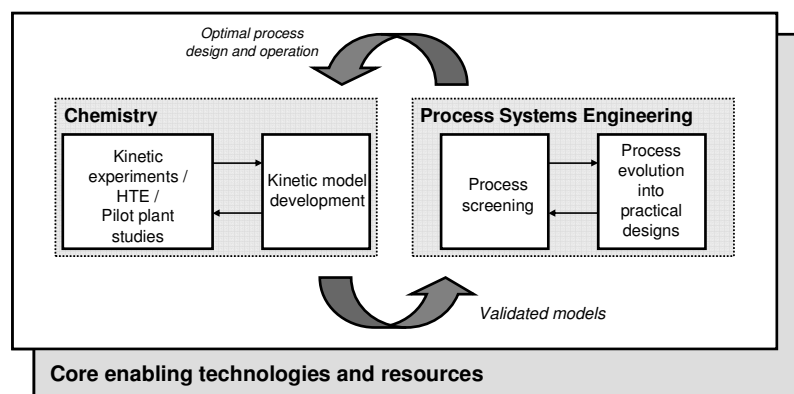 Optimal process
design and operation
Chemistry
Kinetic
experiments /
HTE /
Pilot plant
studies
Kinetic model
development
Process Systems Engineering
Process
screening
Process
evolution
into
practical
designs
Validated models
Core enabling technologies and resources